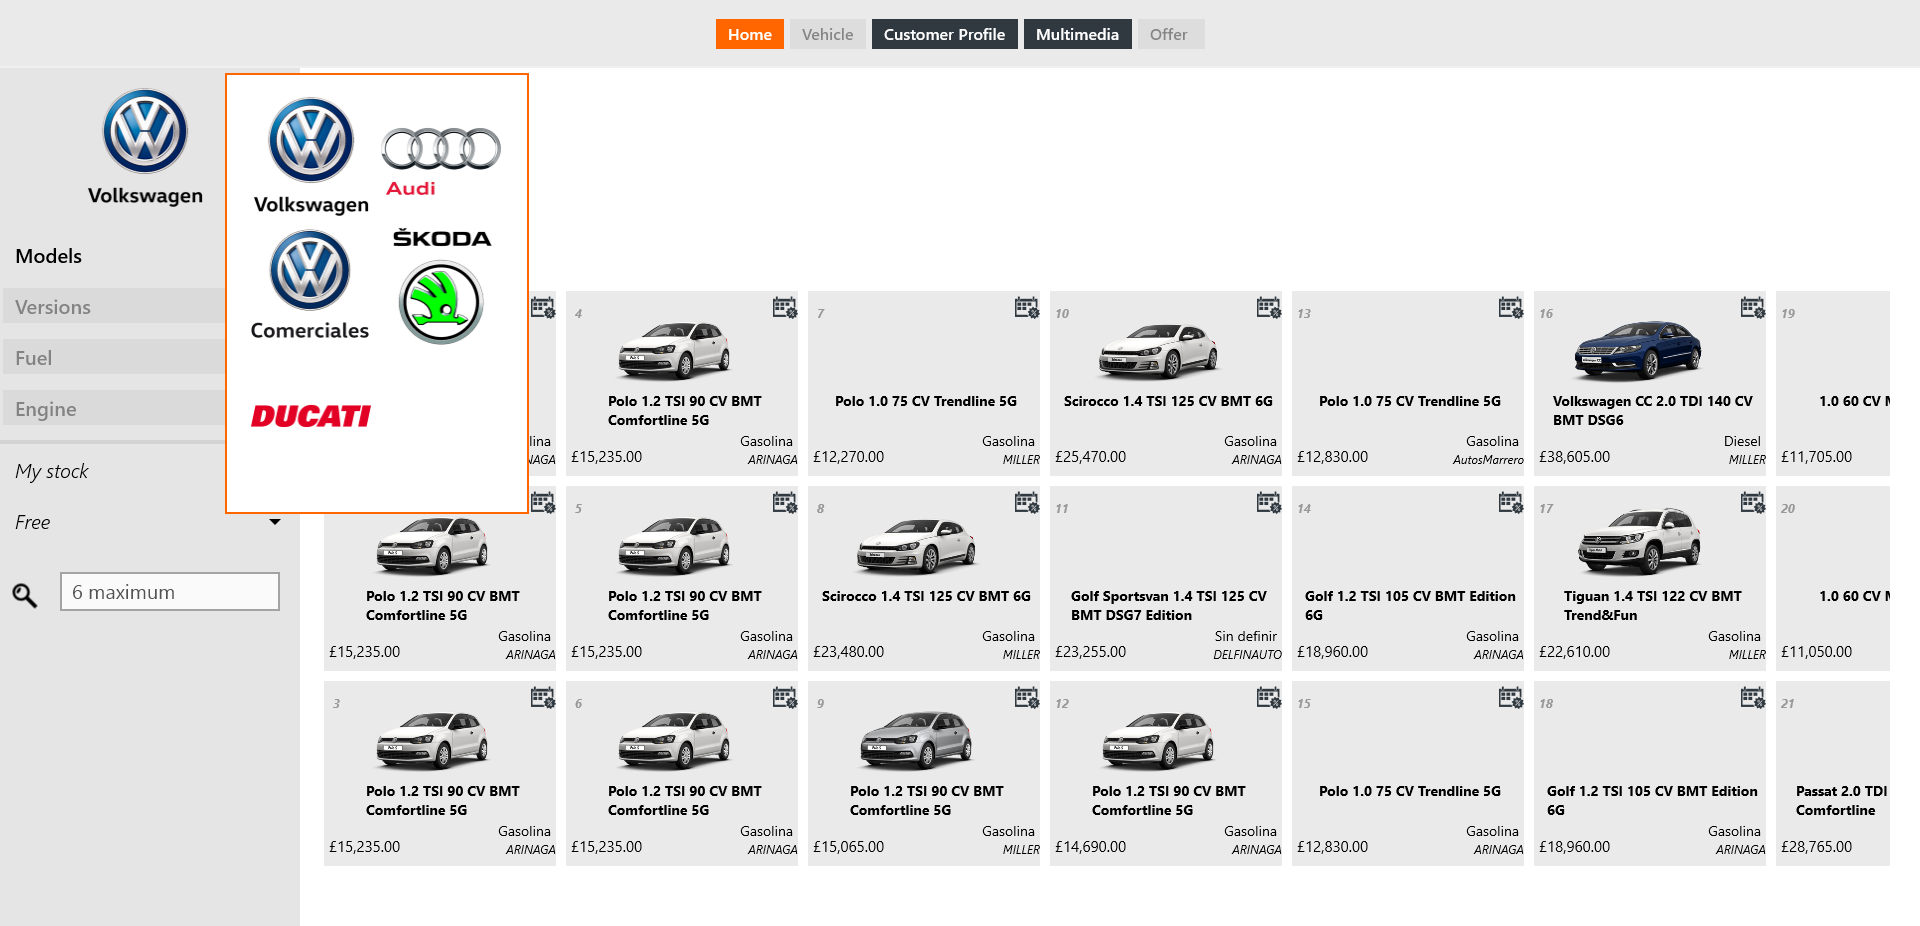 Home
Vehicle
Customer Profile
Multimedia
Offer
Volkswagen
Models
Versions
Fuel
Engine
My stock
Free
6 maximum
Volkswagen
Audi
Comerciales
ŠKODA
DUCATI
4
Polo 1.2 TSI 90 CV BMT
Comfortline 5G
Gasolina
£15,235.00
ARINAGA
7
Polo 1.0 75 CV Trendline 5G
Gasolina
£12,270.00
MILLER
10
Scirocco 1.4 TSI 125 CV BMT 6G
Gasolina
£25,470.00
ARINAGA
13
Polo 1.0 75 CV Trendline 5G
Gasolina
£12,830.00
AutosMarrero
16
Volkswagen CC 2.0 TDI 140 CV
BMT DSG6
Diesel
£38,605.00
MILLER
19
1.0 60 CV
£11,705.00
Polo 1.2 TSI 90 CV BMT
Comfortline 5G
Gasolina
£15,235.00
ARINAGA
5
Polo 1.2 TSI 90 CV BMT
Comfortline 5G
Gasolina
£15,235.00
ARINAGA
8
Scirocco 1.4 TSI 125 CV BMT 6G
Gasolina
£23,480.00
MILLER
11
Golf Sportsvan 1.4 TSI 125 CV
BMT DSG7 Edition
Sin definir
£23,255.00
DELFINAUTO
14
Golf 1.2 TSI 105 CV BMT Edition
6G
Gasolina
£18,960.00
ARINAGA
17
Tiguan 1.4 TSI 122 CV BMT
Trend&Fun
Gasolina
£22,610.00
MILLER
20
1.0 60 CV
£11,050.00
3
Polo 1.2 TSI 90 CV BMT
Comfortline 5G
Gasolina
£15,235.00
ARINAGA
6
Polo 1.2 TSI 90 CV BMT
Comfortline 5G
Gasolina
£15,235.00
ARINAGA
9
Polo 1.2 TSI 90 CV BMT
Comfortline 5G
Gasolina
£15,065.00
MILLER
12
Polo 1.2 TSI 90 CV BMT
Comfortline 5G
Gasolina
£14,690.00
ARINAGA
15
Polo 1.0 75 CV Trendline 5G
Gasolina
£12,830.00
ARINAGA
18
Golf 1.2 TSI 105 CV BMT Edition
6G
Gasolina
£18,960.00
ARINAGA
21
Passat 2.0 TDI
Comfortline
£28,765.00